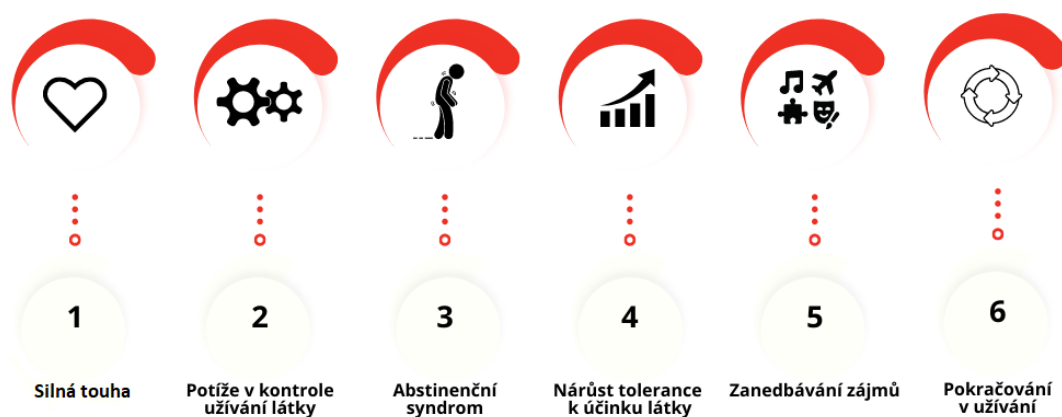 1
Silná touha
2
Potíže v kontrole
užívání látky
3
Abstinenční
syndrom
4
Nárůst tolerance
k účinku látky
5
Zanedbávání zájmů
6
Pokračování
v užívání